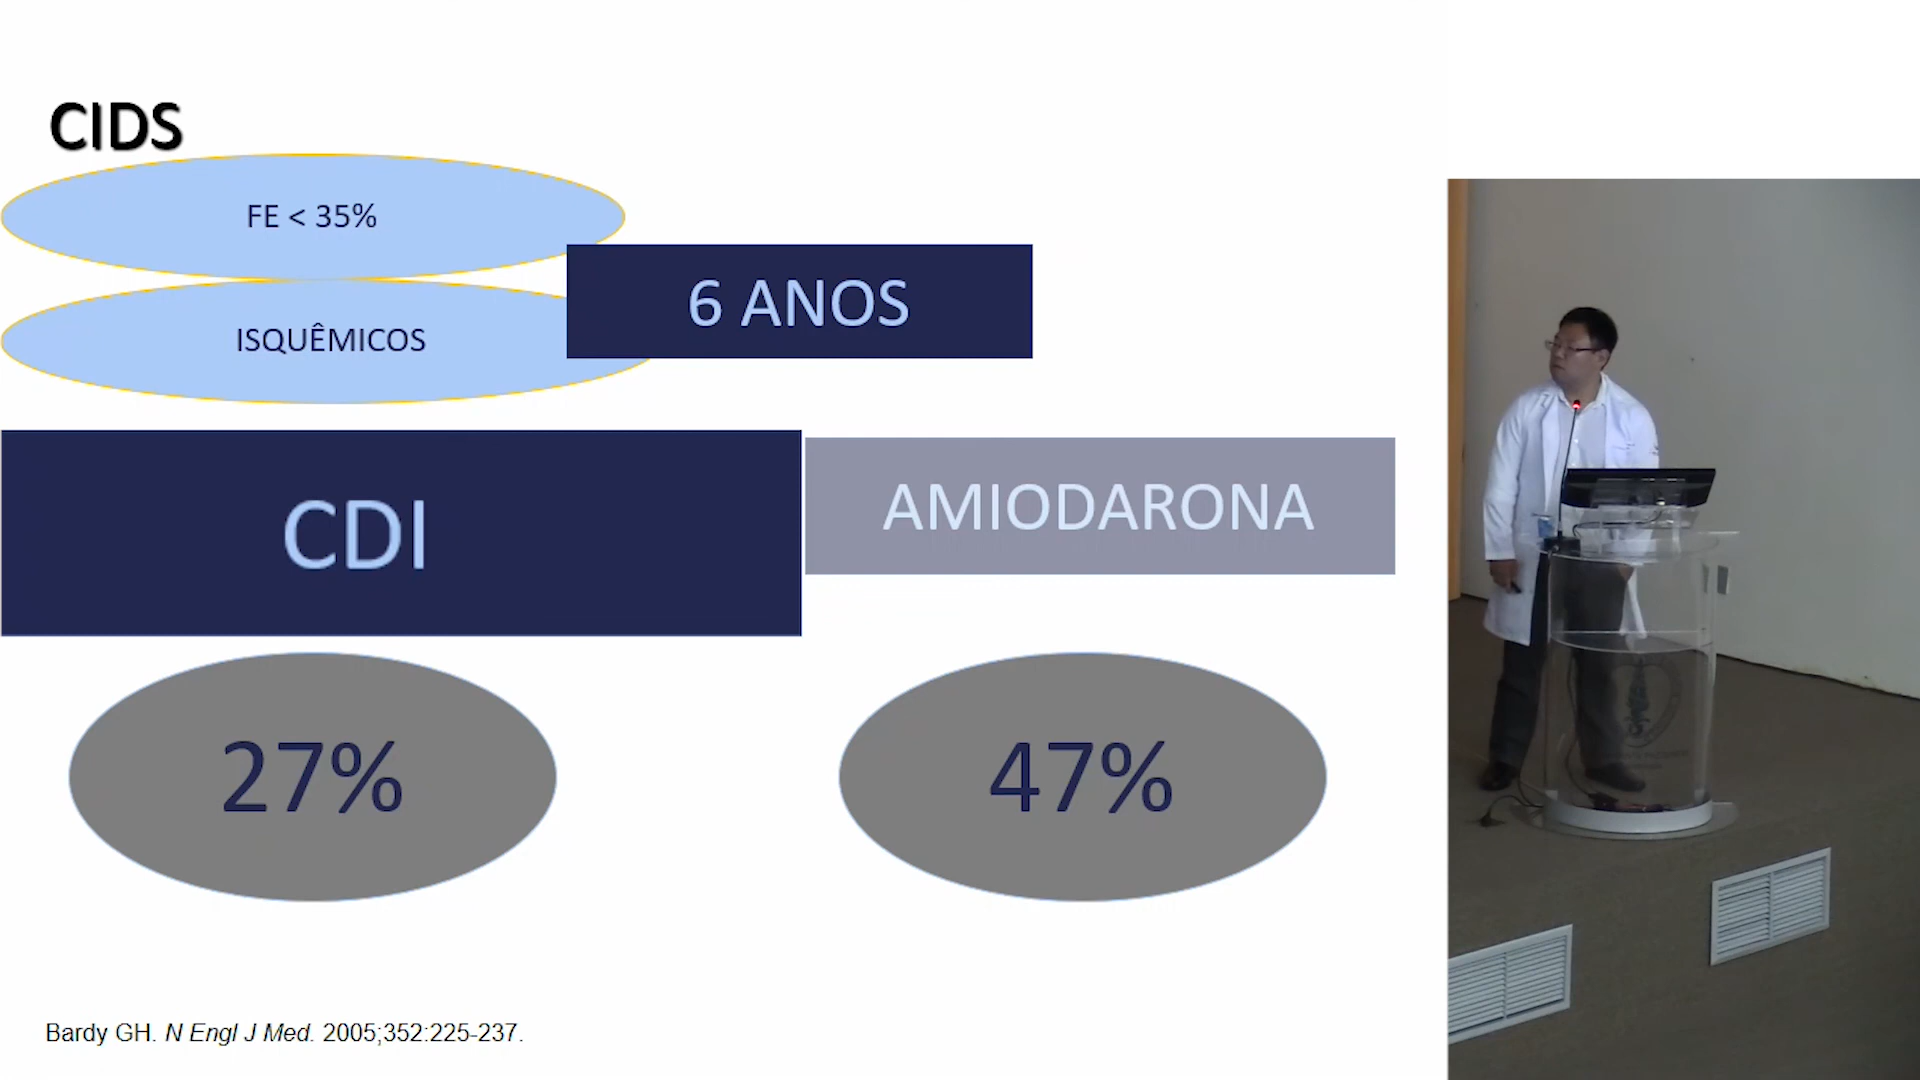 CIDS
FE < 35%
6 ANOS
ISQUÊMICOS
CDI
AMIODARONA
27%
47%
Bardy GH. N Engl J Med. 2005;352:225-237.